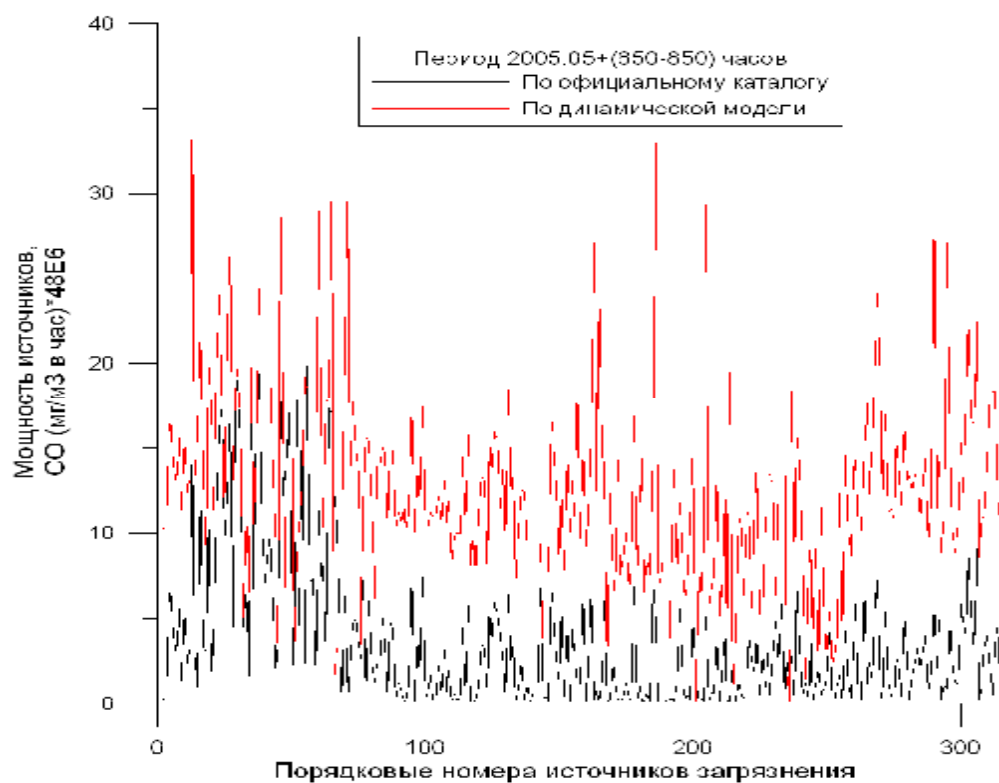 40
30
20
10
0
Мощность источников,
CO (мг/м3 в час)*48E6
Период 2005.05+(350-850) часов
По официальному каталогу
По динамической модели
0
100
200
300
Порядковые номера источников загрязнения